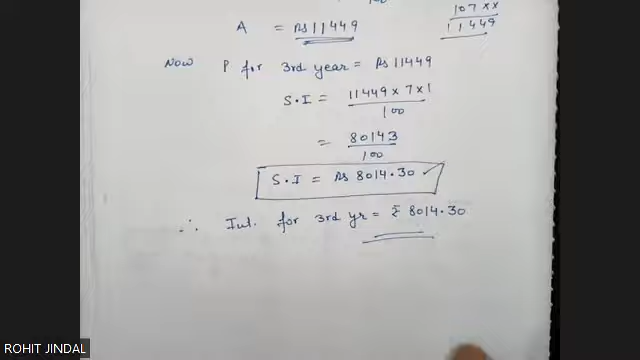 100
107 x x
A = Rs 11449
11449
Now P for 3rd year = Rs 11449
S.I = 11449 x 7 x 1
100
= 80143
100
S.I = Rs 8014.30
∴ Int. for 3rd yr = ₹ 8014.30
ROHIT JINDAL